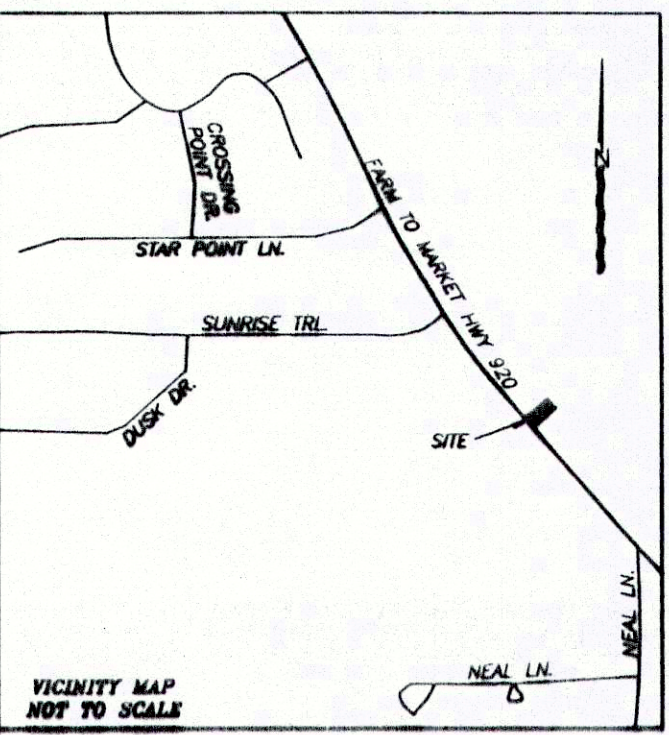 CROSSING
POINT DR.
FARM TO MARKET HWY 920
STAR POINT LN.
N
SUNRISE TRL.
DUSK DR.
SITE
NEAL LN.
NEAL LN.
VICINITY MAP
NOT TO SCALE